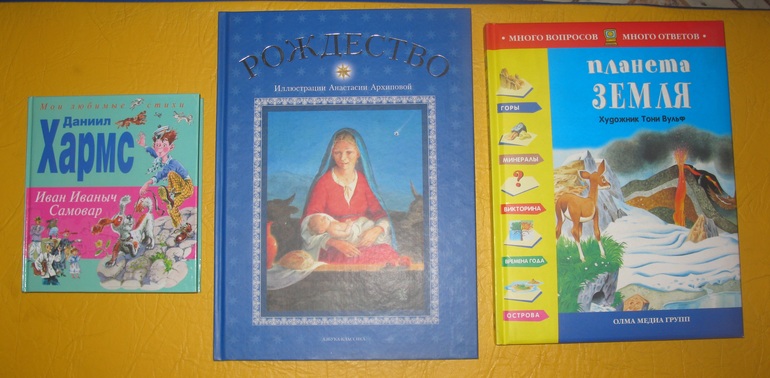 Мои любимые стихи
Даниил
Хармс
Иван Иваныч
Самовар
РОЖДЕСТВО
Иллюстрации Анастасии Архиповой
МНОГО ВОПРОСОВ МНОГО ОТВЕТОВ
планета
ЗЕМЛЯ
Художник Тони Вульф
ГОРЫ
МИНЕРАЛЫ
?
ВИКТОРИНА
ВРЕМЕНА ГОДА
ОСТРОВА
ОЛМА МЕДИА ГРУПП